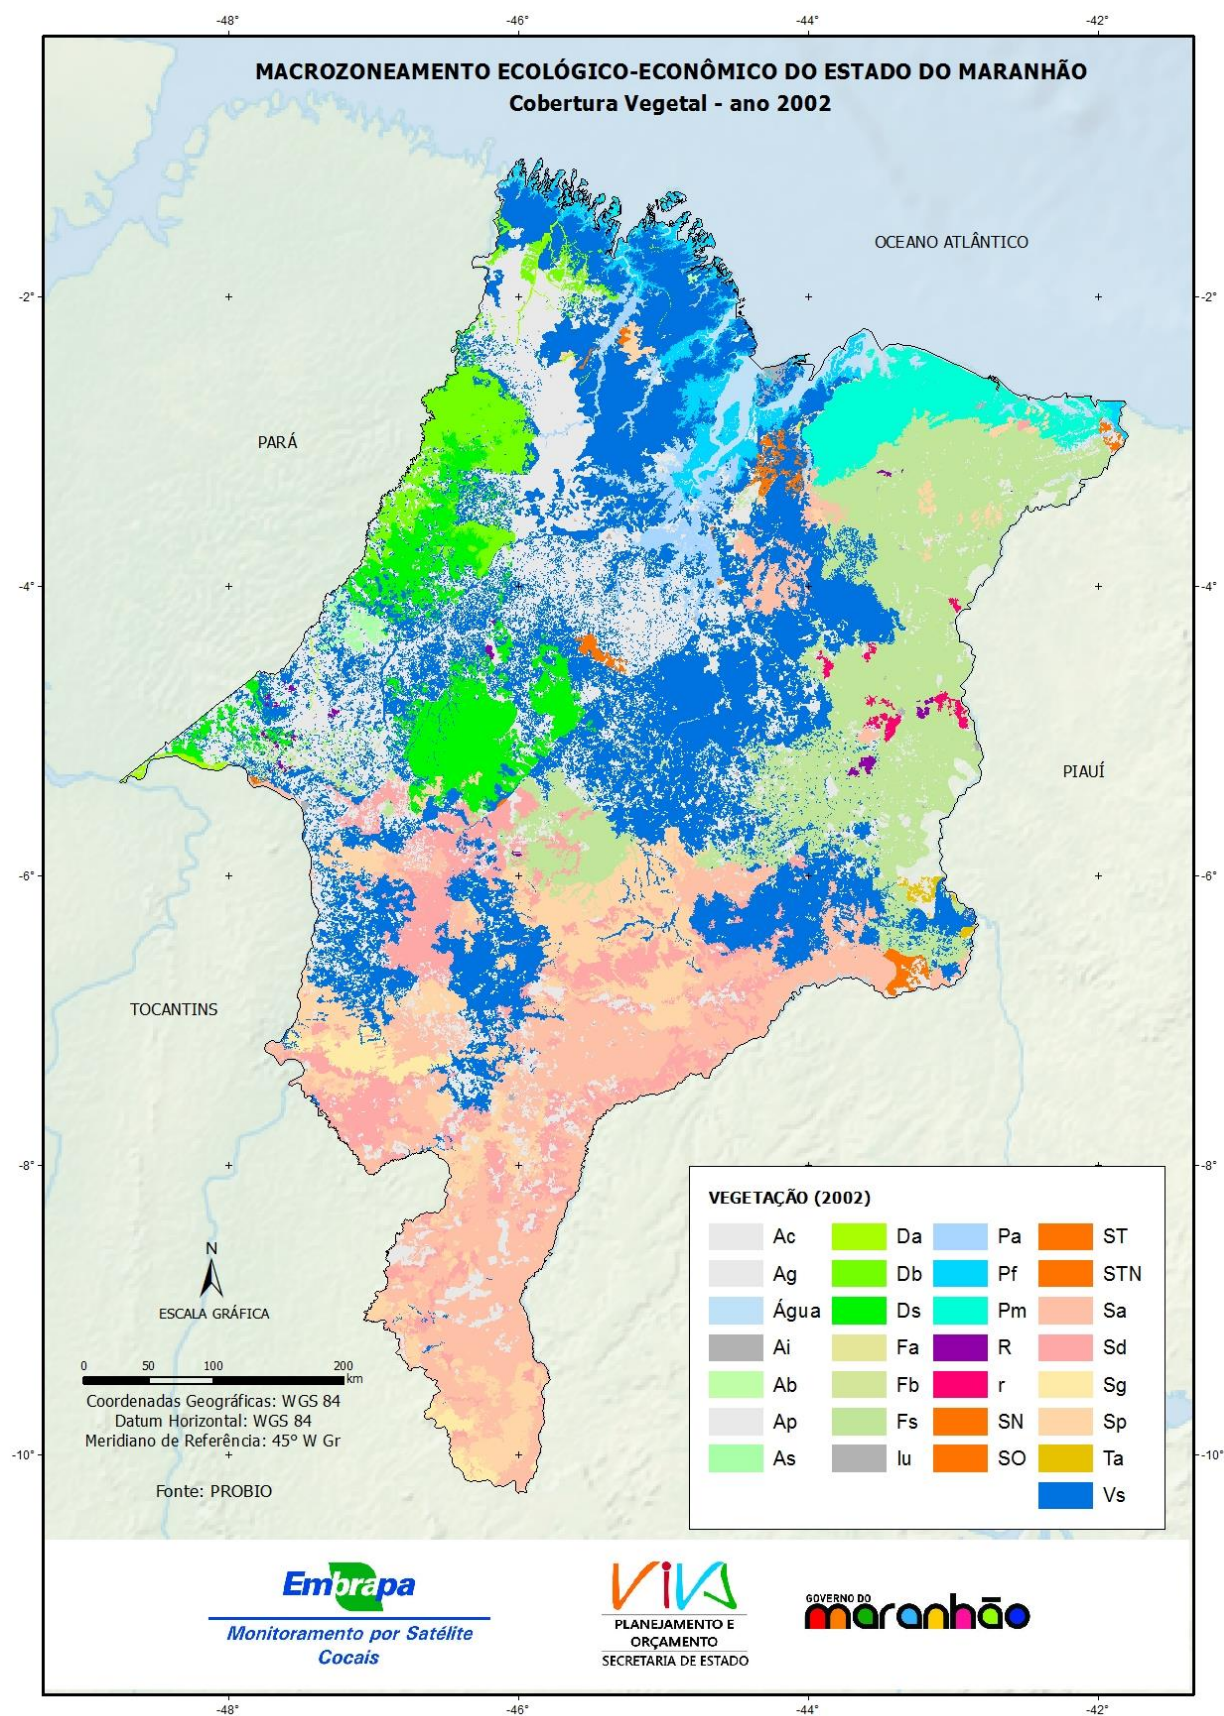 -48° -46° -44° -42°
MACROZONEAMENTO ECOLÓGICO-ECONÔMICO DO ESTADO DO MARANHÃO
Cobertura Vegetal - ano 2002
OCEANO ATLÂNTICO
-2° -2°
PARÁ
-4° -4°
PIAUÍ
-6° -6°
TOCANTINS
-8° -8°
VEGETAÇÃO (2002)
Ac Da Pa ST
Ag Db Pf STN
Água Ds Pm Sa
Ai Fa R Sd
Ab Fb r Sg
Ap Fs SN Sp
As Iu SO Ta
Vs
N
ESCALA GRÁFICA
0 50 100 200
km
Coordenadas Geográficas: WGS 84
Datum Horizontal: WGS 84
Meridiano de Referência: 45° W Gr
-10° -10°
Fonte: PROBIO
Embrapa
Monitoramento por Satélite
Cocais
VIVA
PLANEJAMENTO E
ORÇAMENTO
SECRETARIA DE ESTADO
GOVERNO DO
maranhão
-48° -46° -44° -42°